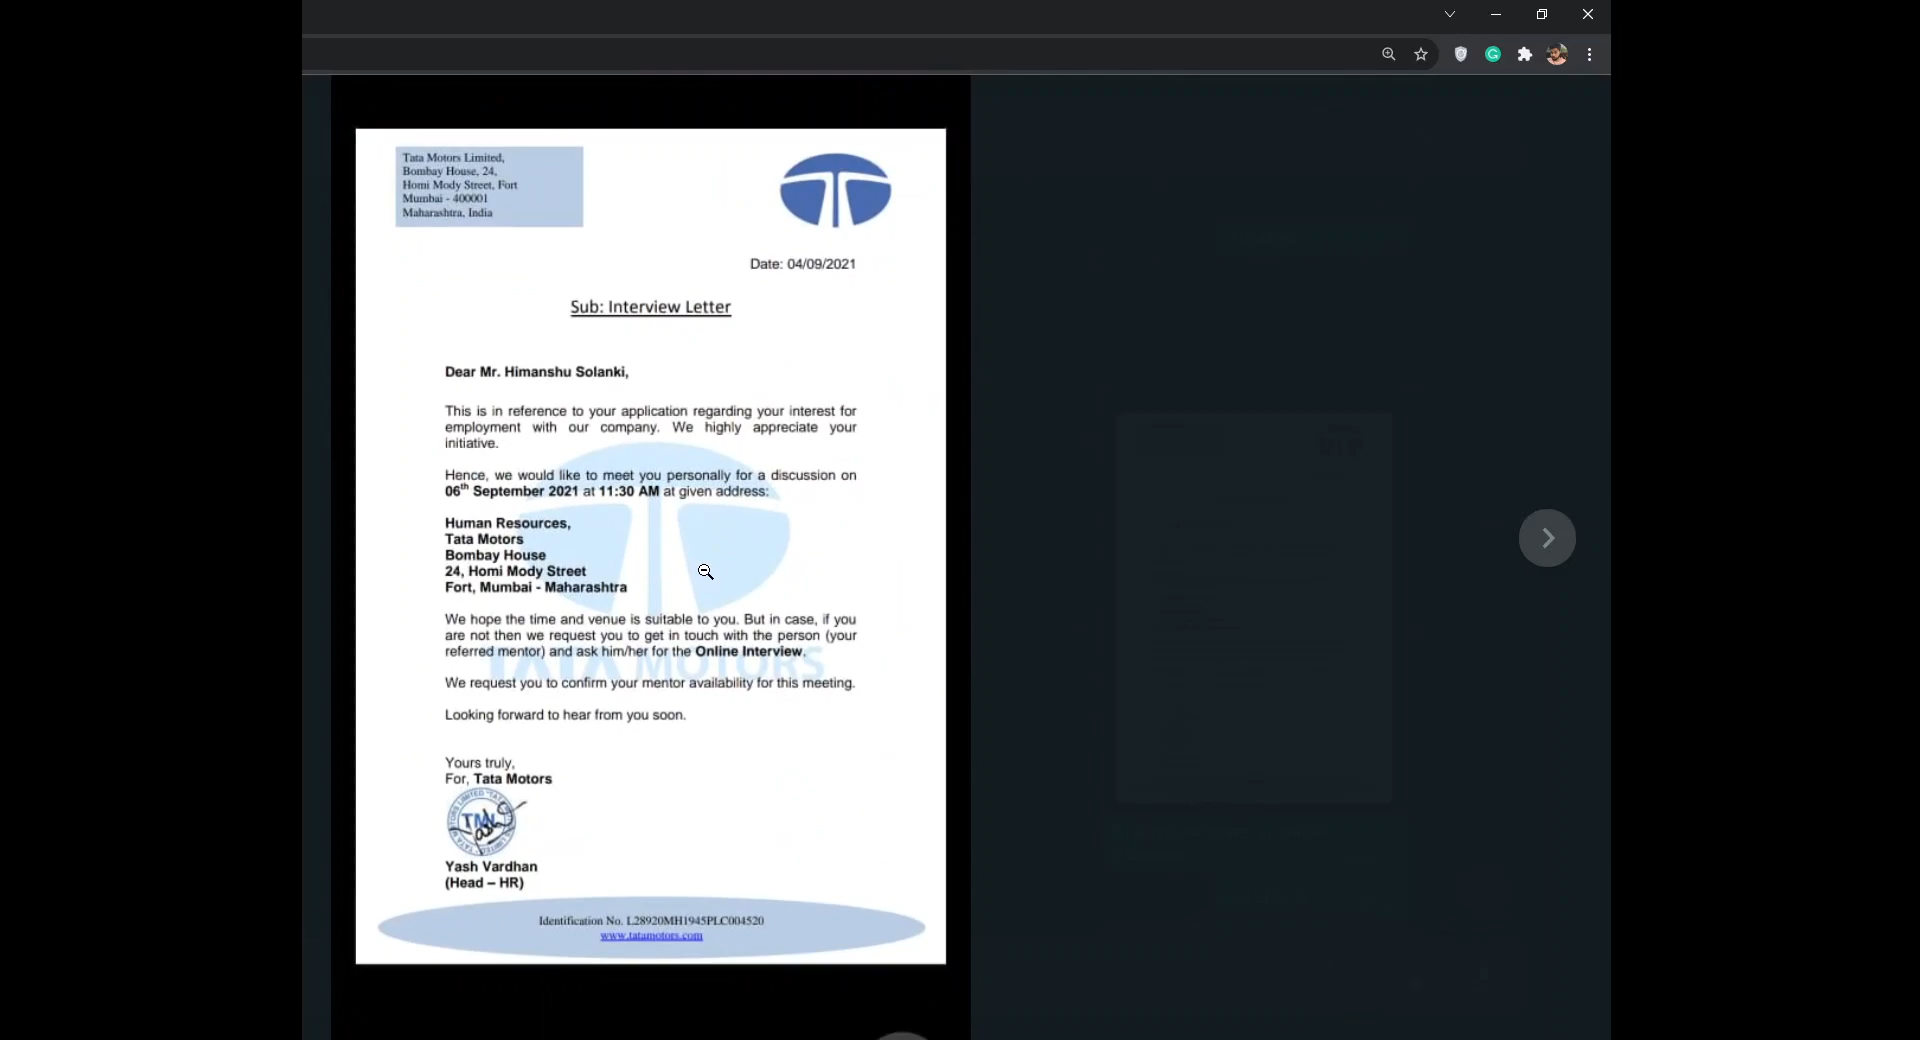 Tata Motors Limited,
Bombay House, 24,
Homi Mody Street, Fort
Mumbai - 400001
Maharashtra, India
Date: 04/09/2021
Sub: Interview Letter
Dear Mr. Himanshu Solanki,
This is in reference to your application regarding your interest for
employment with our company. We highly appreciate your
initiative.
Hence, we would like to meet you personally for a discussion on
06th September 2021 at 11:30 AM at given address:
Human Resources,
Tata Motors
Bombay House
24, Homi Mody Street
Fort, Mumbai - Maharashtra
We hope the time and venue is suitable to you. But in case, if you
are not then we request you to get in touch with the person (your
referred mentor) and ask him/her for the Online Interview.
TATA MOTORS
We request you to confirm your mentor availability for this meeting.
Looking forward to hear from you soon.
Yours truly,
For, Tata Motors
TML
Yash Vardhan
(Head – HR)
Identification No. L28920MH1945PLC004520
www.tatamotors.com